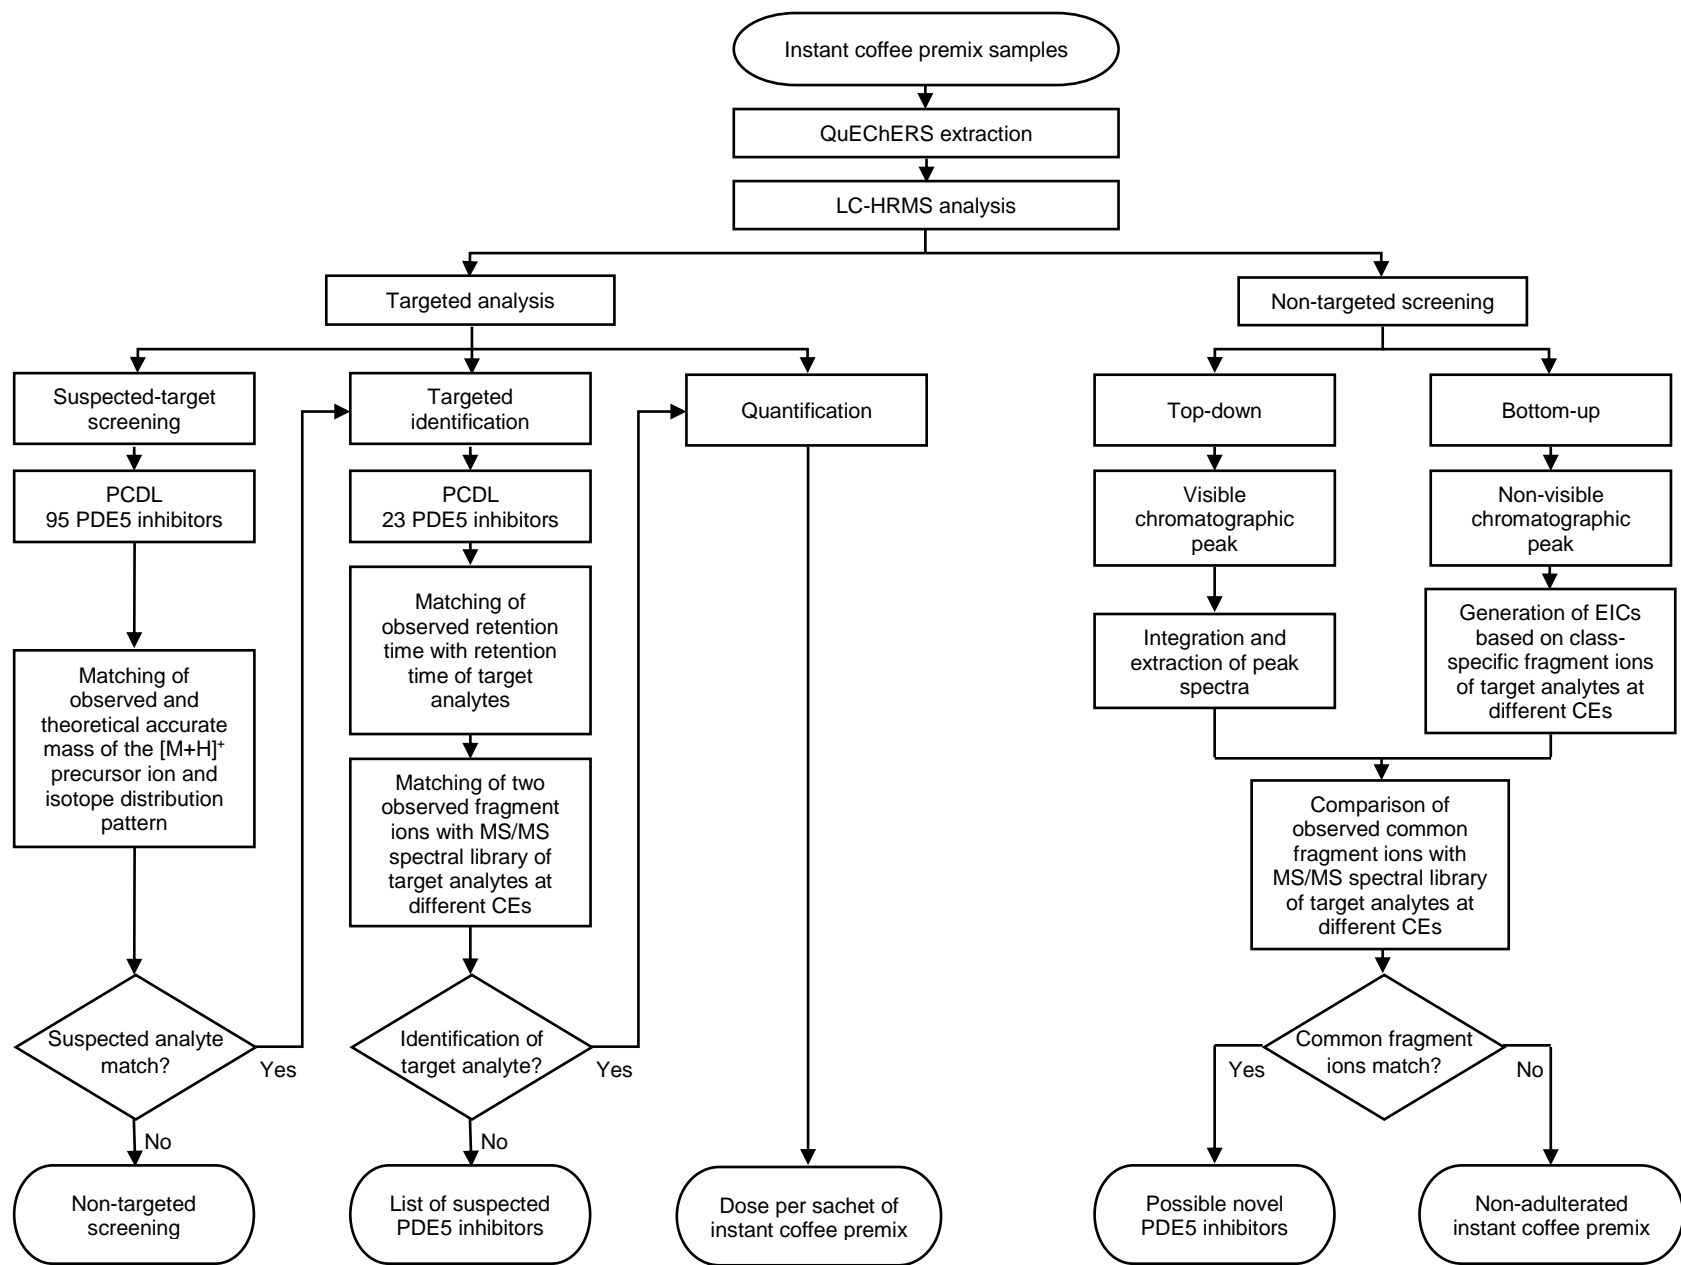 Instant coffee premix samples
QuEChERS extraction
LC-HRMS analysis
Targeted analysis
Non-targeted screening
Suspected-target
screening
Targeted
identification
Quantification
Top-down
Bottom-up
PCDL
95 PDE5 inhibitors
PCDL
23 PDE5 inhibitors
Visible
chromatographic
peak
Non-visible
chromatographic
peak
Matching of
observed retention
time with retention
time of target
analytes
Generation of EICs
based on class-
specific fragment ions
of target analytes at
different CEs
Integration and
extraction of peak
spectra
Matching of
observed and
theoretical accurate
mass of the [M+H]⁺
precursor ion and
isotope distribution
pattern
Matching of two
observed fragment
ions with MS/MS
spectral library of
target analytes at
different CEs
Comparison of
observed common
fragment ions with
MS/MS spectral library
of target analytes at
different CEs
Suspected analyte
match?
Yes
No
Identification of
target analyte?
Yes
No
Common fragment
ions match?
Yes
No
Non-targeted
screening
List of suspected
PDE5 inhibitors
Dose per sachet of
instant coffee premix
Possible novel
PDE5 inhibitors
Non-adulterated
instant coffee premix